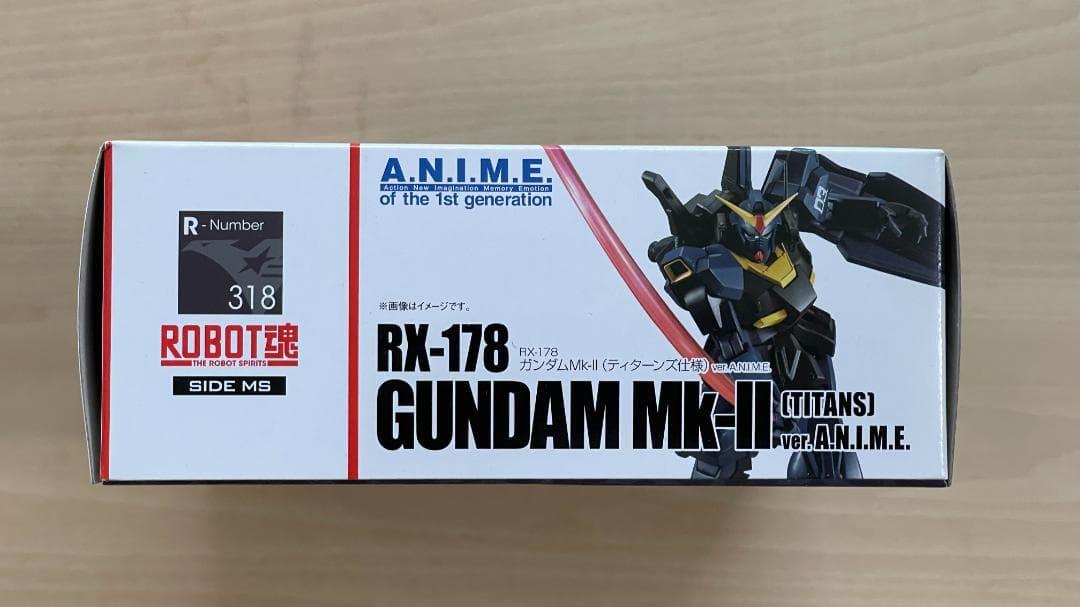 R - Number
318
ROBOT魂
THE ROBOT SPIRITS
SIDE MS
A.N.I.M.E.
Action New Imagination Memory Emotion
of the 1st generation
※画像はイメージです。
RX-178
RX-178
ガンダムMk-II（ティターンズ仕様）ver. A.N.I.M.E.
GUNDAM Mk-II
(TITANS)
ver. A.N.I.M.E.
03